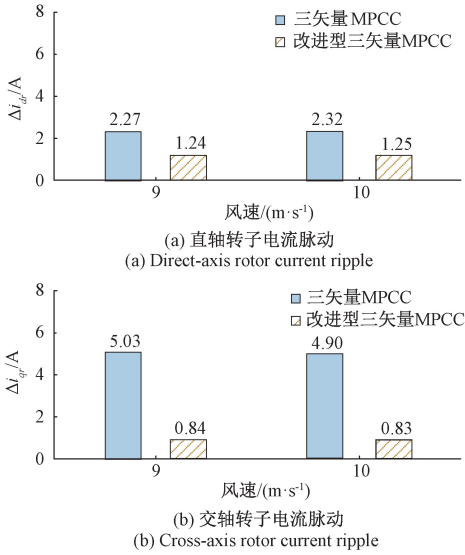 8
三矢量MPCC
改进型三矢量MPCC
6
Δi_dr/A
4
2.27
2.32
2
1.24
1.25
0
9
10
风速/(m·s⁻¹)
(a) 直轴转子电流脉动
(a) Direct-axis rotor current ripple
8
三矢量MPCC
改进型三矢量MPCC
6
5.03
4.90
Δi_qr/A
4
2
0.84
0.83
0
9
10
风速/(m·s⁻¹)
(b) 交轴转子电流脉动
(b) Cross-axis rotor current ripple